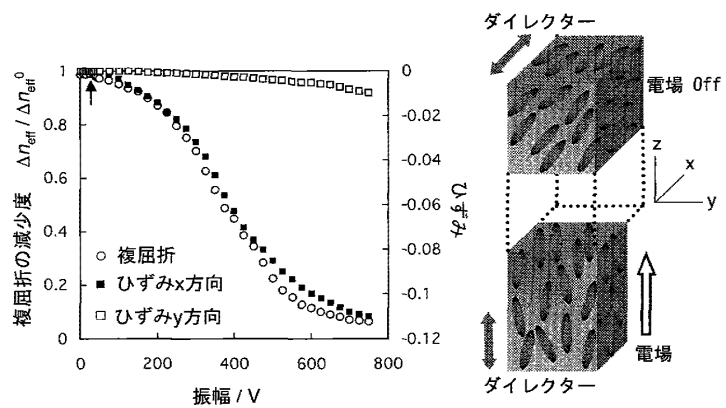 複屈折の減少度 Δn_eff / Δn_eff^0
1
0.8
0.6
0.4
0.2
0
0
-0.02
-0.04
-0.06
-0.08
-0.1
-0.12
ひずみ
○ 複屈折
■ ひずみx方向
□ ひずみy方向
0
200
400
600
800
振幅 / V
ダイレクター
電場 Off
z
x
y
電場
ダイレクター